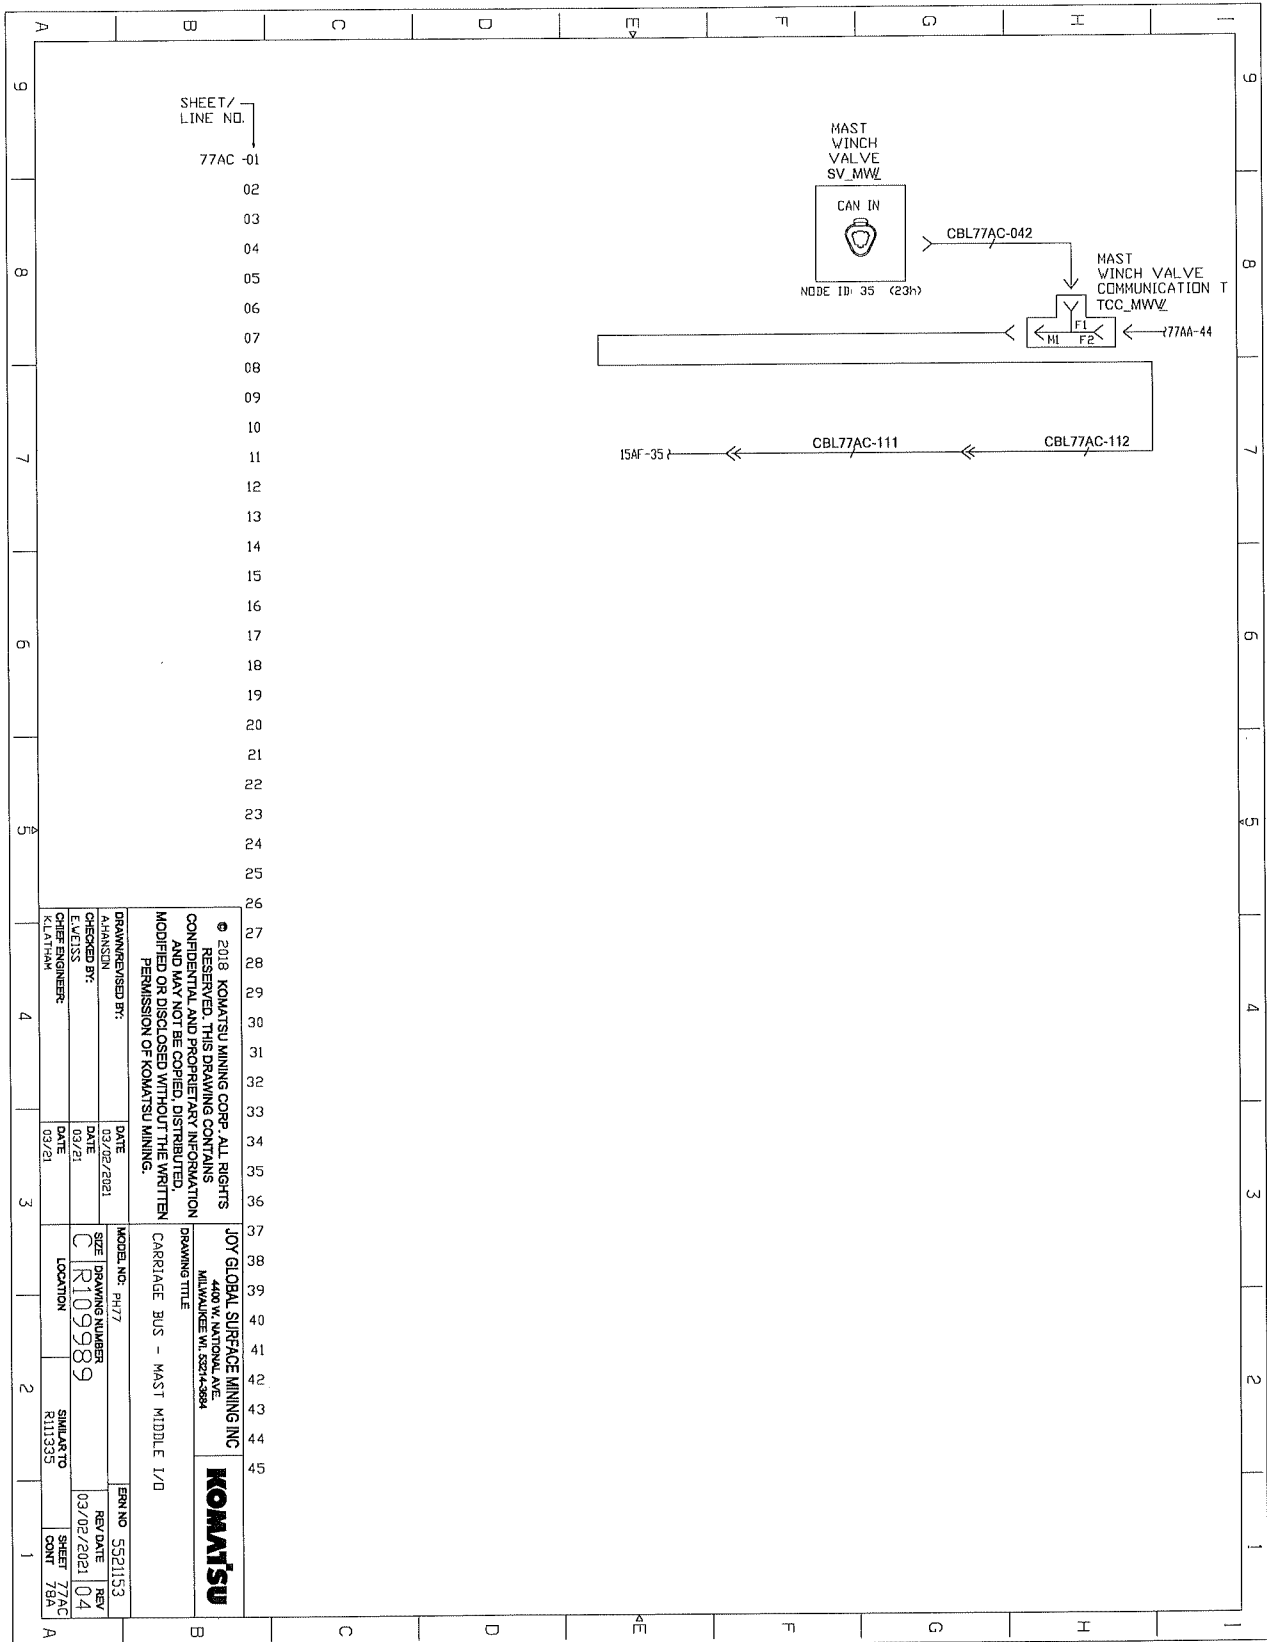 A B C D E F G H I
9 9
SHEET/
LINE NO.
77AC -01
02
03
04
05
06
07
08
09
10
11
12
13
14
15
16
17
18
19
20
21
22
23
24
25
26
27
28
29
30
31
32
33
34
35
36
37
38
39
40
41
42
43
44
45
MAST
WINCH
VALVE
SV_MWV
CAN IN
NODE ID: 35 (23h)
CBL77AC-042
MAST
WINCH VALVE
COMMUNICATION T
TCC_MWV
F1
M1 F2
77AA-44
15AF-35
CBL77AC-111
CBL77AC-112
8 8
7 7
6 6
5 5
4 4
3 3
2 2
1 1
© 2018 KOMATSU MINING CORP. ALL RIGHTS
RESERVED. THIS DRAWING CONTAINS
CONFIDENTIAL AND PROPRIETARY INFORMATION
AND MAY NOT BE COPIED, DISTRIBUTED,
MODIFIED OR DISCLOSED WITHOUT THE WRITTEN
PERMISSION OF KOMATSU MINING.
JOY GLOBAL SURFACE MINING INC
4400 W. NATIONAL AVE.
MILWAUKEE WI. 53214-3684
KOMATSU
DRAWING TITLE
CARRIAGE BUS - MAST MIDDLE I/O
DRAWN/REVISED BY:
A.HANSON
DATE
03/02/2021
CHECKED BY:
E.WEISS
DATE
03/21
CHIEF ENGINEER:
K.LATHAM
DATE
03/21
MODEL NO: PH77
ERN NO 5521153
SIZE
C
DRAWING NUMBER
R109989
REV DATE
03/02/2021
REV
04
LOCATION
SIMILAR TO
R111335
SHEET 77AC
CONT 78A
A B C D E F G H I